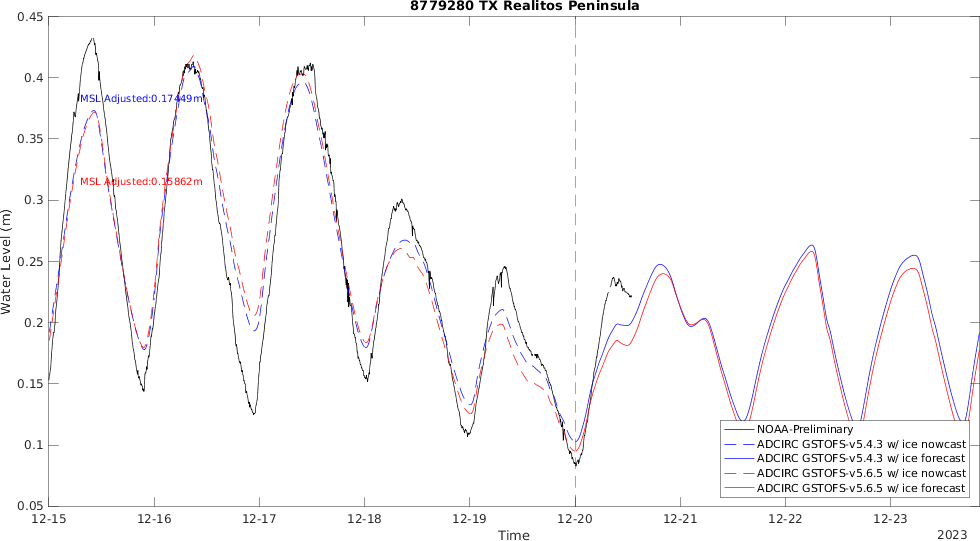 8779280 TX Realitos Peninsula
0.45
0.4
0.35
0.3
0.25
0.2
0.15
0.1
0.05
Water Level (m)
MSL Adjusted:0.17449m
MSL Adjusted:0.15862m
NOAA-Preliminary
ADCIRC GSTOFS-v5.4.3 w/ ice nowcast
ADCIRC GSTOFS-v5.4.3 w/ ice forecast
ADCIRC GSTOFS-v5.6.5 w/ ice nowcast
ADCIRC GSTOFS-v5.6.5 w/ ice forecast
12-15 12-16 12-17 12-18 12-19 12-20 12-21 12-22 12-23
Time
2023